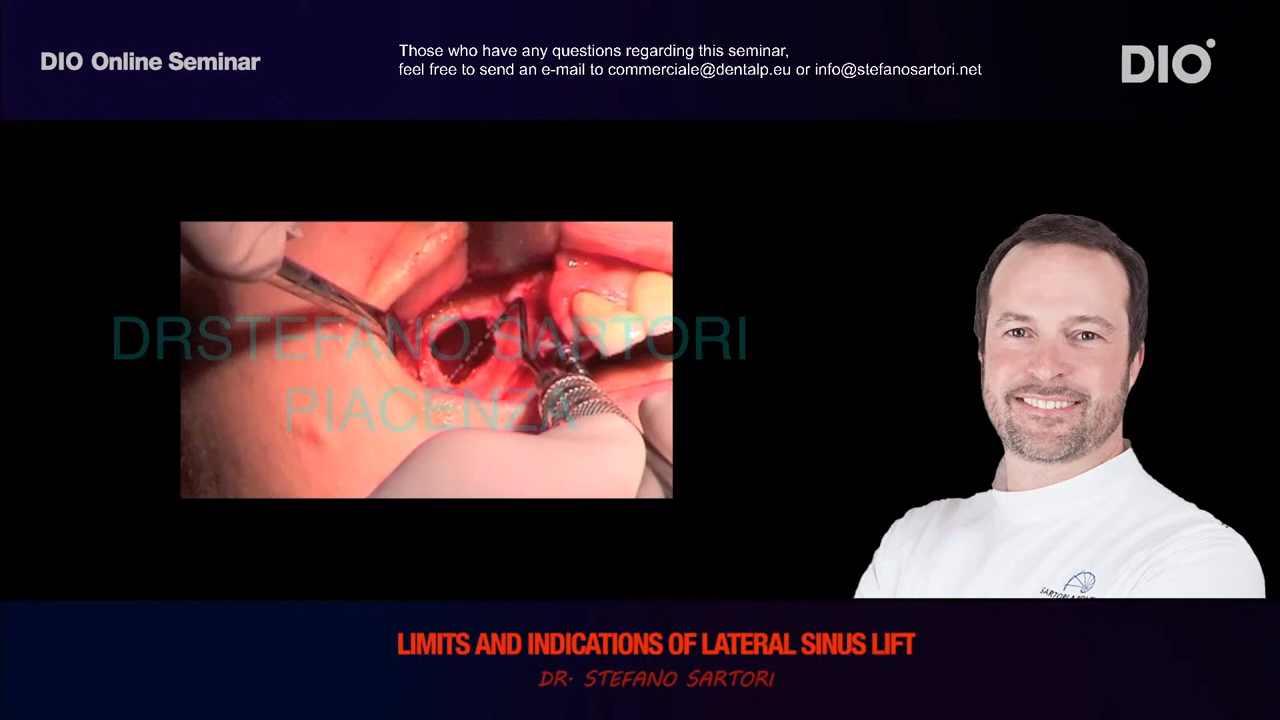 DIO Online Seminar
Those who have any questions regarding this seminar,
feel free to send an e-mail to commerciale@dentalp.eu or info@stefanosartori.net
DIO
DRSTEFANO SARTORI
PIACENZA
LIMITS AND INDICATIONS OF LATERAL SINUS LIFT
DR. STEFANO SARTORI